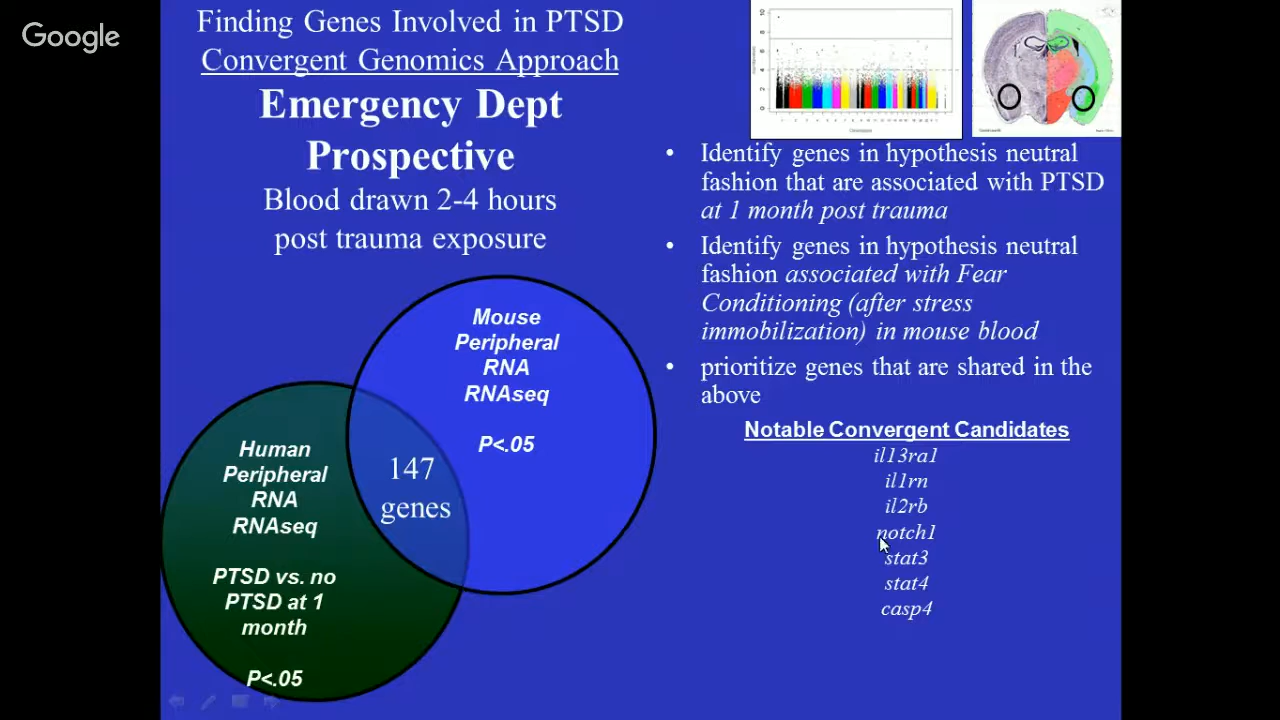 Google
Finding Genes Involved in PTSD
Convergent Genomics Approach
Emergency Dept
Prospective
Blood drawn 2-4 hours
post trauma exposure
Mouse
Peripheral
RNA
RNAseq
P<.05
Human
Peripheral
RNA
RNAseq
PTSD vs. no
PTSD at 1
month
P<.05
147
genes
• Identify genes in hypothesis neutral
fashion that are associated with PTSD
at 1 month post trauma
• Identify genes in hypothesis neutral
fashion associated with Fear
Conditioning (after stress
immobilization) in mouse blood
• prioritize genes that are shared in the
above
Notable Convergent Candidates
il13ra1
il1rn
il2rb
notch1
stat3
stat4
casp4